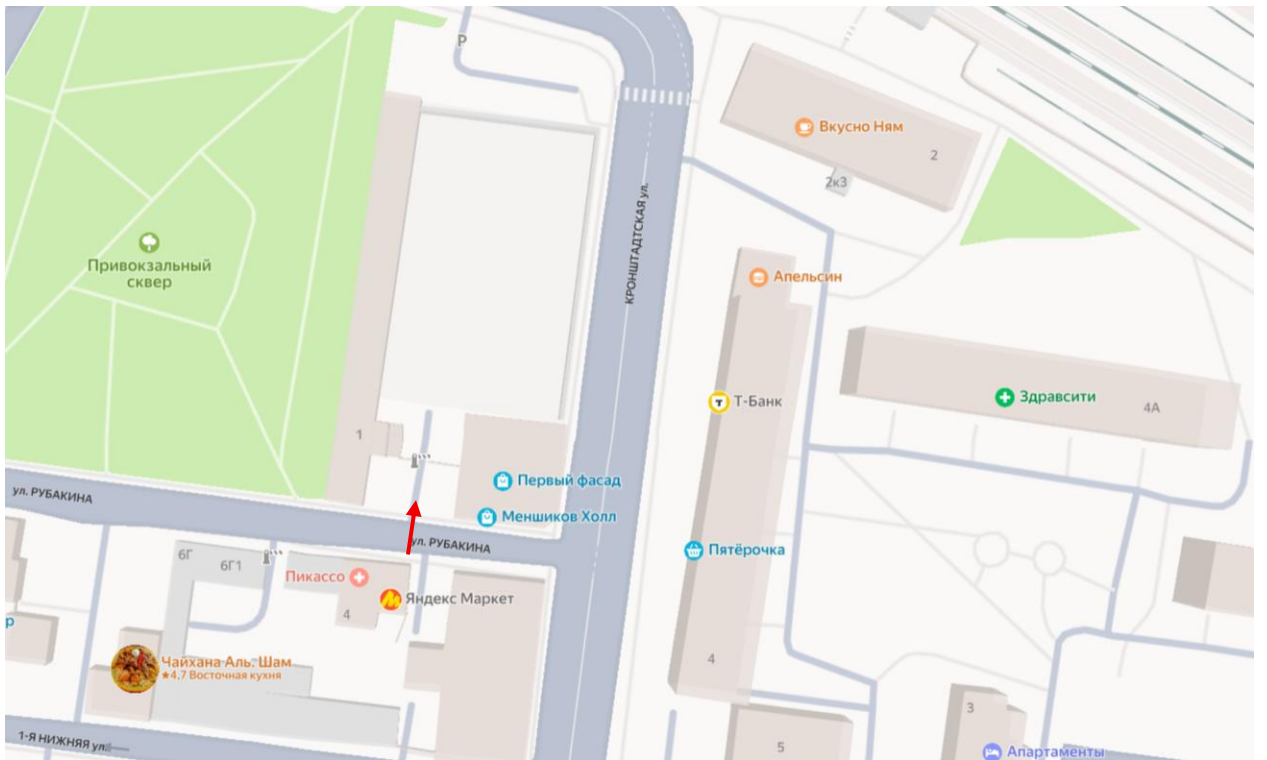 P
Вкусно Ням
2
2к3
КРОНШТАДТСКАЯ ул.
Привокзальный
сквер
Апельсин
Т
Т-Банк
Здравсити
4А
1
Первый фасад
ул. РУБАКИНА
Меншиков Холл
ул. РУБАКИНА
Пятёрочка
6Г
6Г1
Пикассо
Яндекс Маркет
4
р
Чайхана Аль. Шам
★4,7 Восточная кухня
4
3
1-Я НИЖНЯЯ ул.
5
Апартаменты